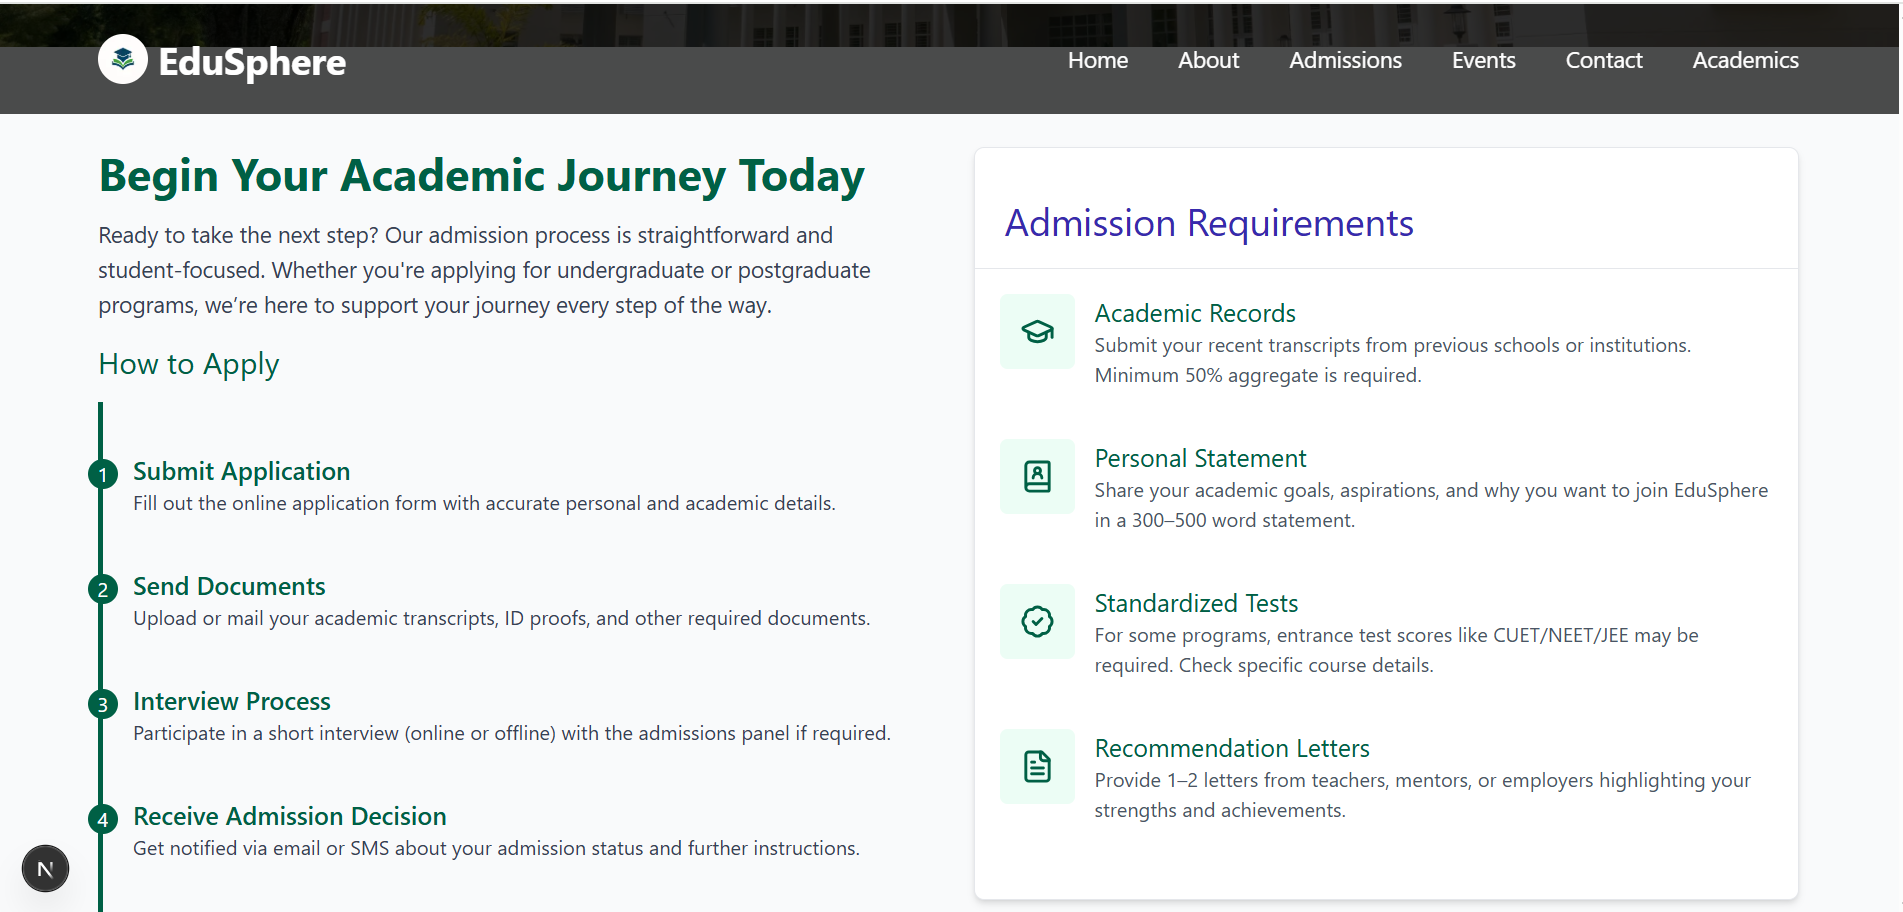 EduSphere
Home
About
Admissions
Events
Contact
Academics
Begin Your Academic Journey Today
Ready to take the next step? Our admission process is straightforward and
student-focused. Whether you're applying for undergraduate or postgraduate
programs, we’re here to support your journey every step of the way.
How to Apply
1
Submit Application
Fill out the online application form with accurate personal and academic details.
2
Send Documents
Upload or mail your academic transcripts, ID proofs, and other required documents.
3
Interview Process
Participate in a short interview (online or offline) with the admissions panel if required.
4
Receive Admission Decision
Get notified via email or SMS about your admission status and further instructions.
N
Admission Requirements
Academic Records
Submit your recent transcripts from previous schools or institutions.
Minimum 50% aggregate is required.
Personal Statement
Share your academic goals, aspirations, and why you want to join EduSphere
in a 300–500 word statement.
Standardized Tests
For some programs, entrance test scores like CUET/NEET/JEE may be
required. Check specific course details.
Recommendation Letters
Provide 1–2 letters from teachers, mentors, or employers highlighting your
strengths and achievements.